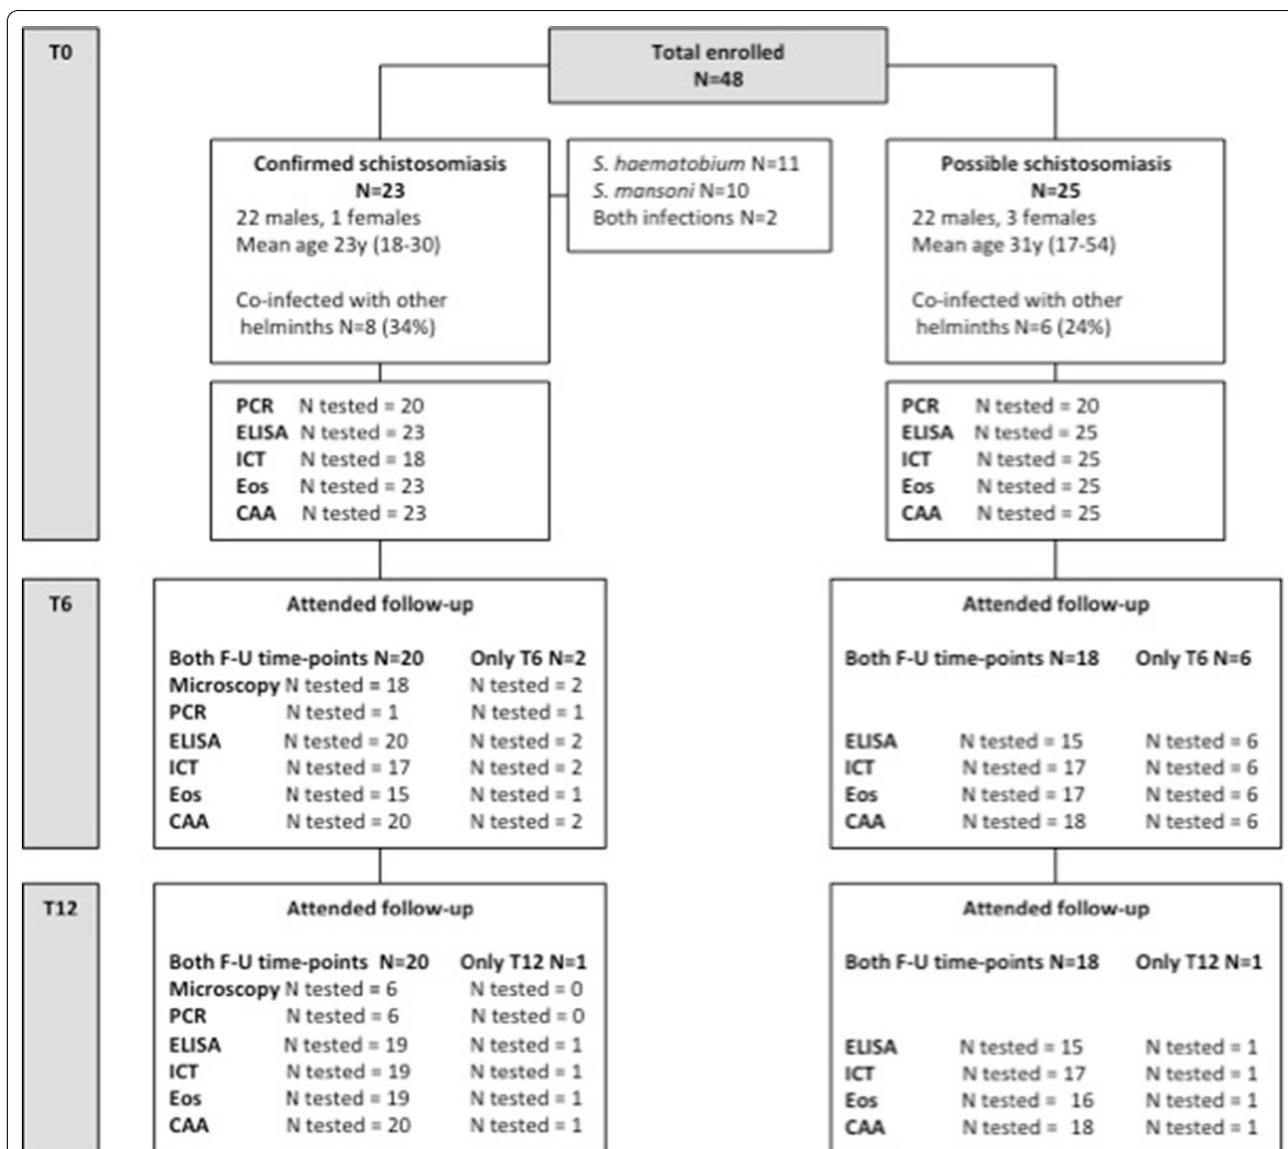 T0
Total enrolled
N=48
Confirmed schistosomiasis
N=23
22 males, 1 females
Mean age 23y (18-30)
Co-infected with other
helminths N=8 (34%)
S. haematobium N=11
S. mansoni N=10
Both infections N=2
Possible schistosomiasis
N=25
22 males, 3 females
Mean age 31y (17-54)
Co-infected with other
helminths N=6 (24%)
PCR N tested = 20
ELISA N tested = 23
ICT N tested = 18
Eos N tested = 23
CAA N tested = 23
PCR N tested = 20
ELISA N tested = 25
ICT N tested = 25
Eos N tested = 25
CAA N tested = 25
T6
Attended follow-up
Both F-U time-points N=20 Only T6 N=2
Microscopy N tested = 18 N tested = 2
PCR N tested = 1 N tested = 1
ELISA N tested = 20 N tested = 2
ICT N tested = 17 N tested = 2
Eos N tested = 15 N tested = 1
CAA N tested = 20 N tested = 2
Attended follow-up
Both F-U time-points N=18 Only T6 N=6
ELISA N tested = 15 N tested = 6
ICT N tested = 17 N tested = 6
Eos N tested = 17 N tested = 6
CAA N tested = 18 N tested = 6
T12
Attended follow-up
Both F-U time-points N=20 Only T12 N=1
Microscopy N tested = 6 N tested = 0
PCR N tested = 6 N tested = 0
ELISA N tested = 19 N tested = 1
ICT N tested = 19 N tested = 1
Eos N tested = 19 N tested = 1
CAA N tested = 20 N tested = 1
Attended follow-up
Both F-U time-points N=18 Only T12 N=1
ELISA N tested = 15 N tested = 1
ICT N tested = 17 N tested = 1
Eos N tested = 16 N tested = 1
CAA N tested = 18 N tested = 1